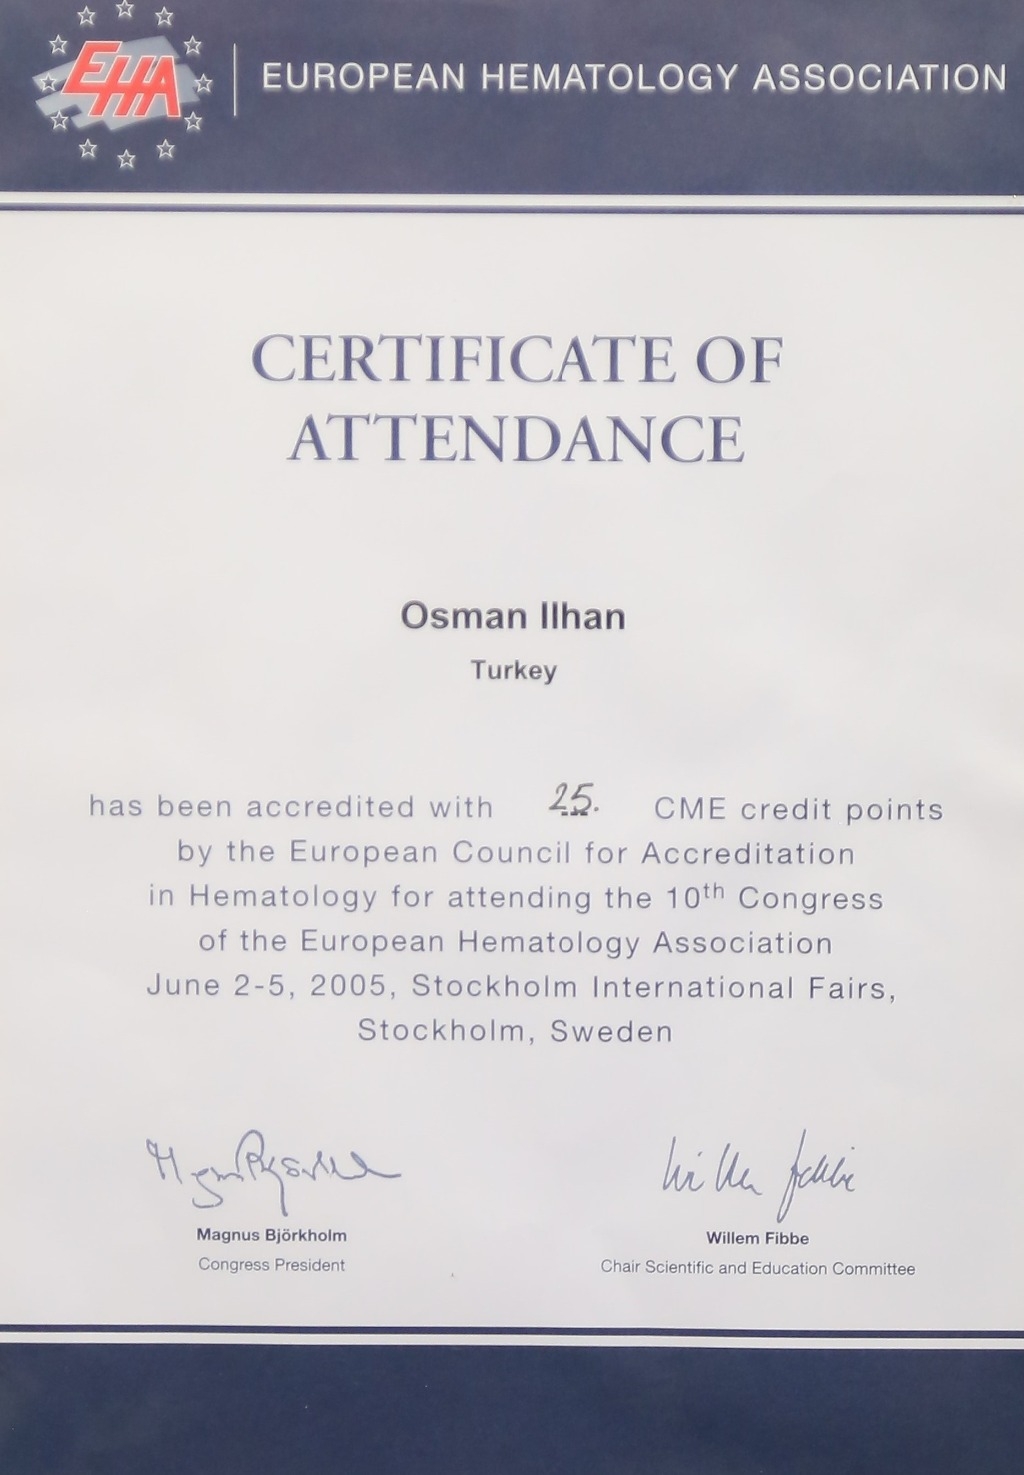 EHA
EUROPEAN HEMATOLOGY ASSOCIATION
CERTIFICATE OF
ATTENDANCE
Osman Ilhan
Turkey
has been accredited with 25. CME credit points
by the European Council for Accreditation
in Hematology for attending the 10th Congress
of the European Hematology Association
June 2-5, 2005, Stockholm International Fairs,
Stockholm, Sweden
Magnus Björkholm
Congress President
Willem Fibbe
Willem Fibbe
Chair Scientific and Education Committee